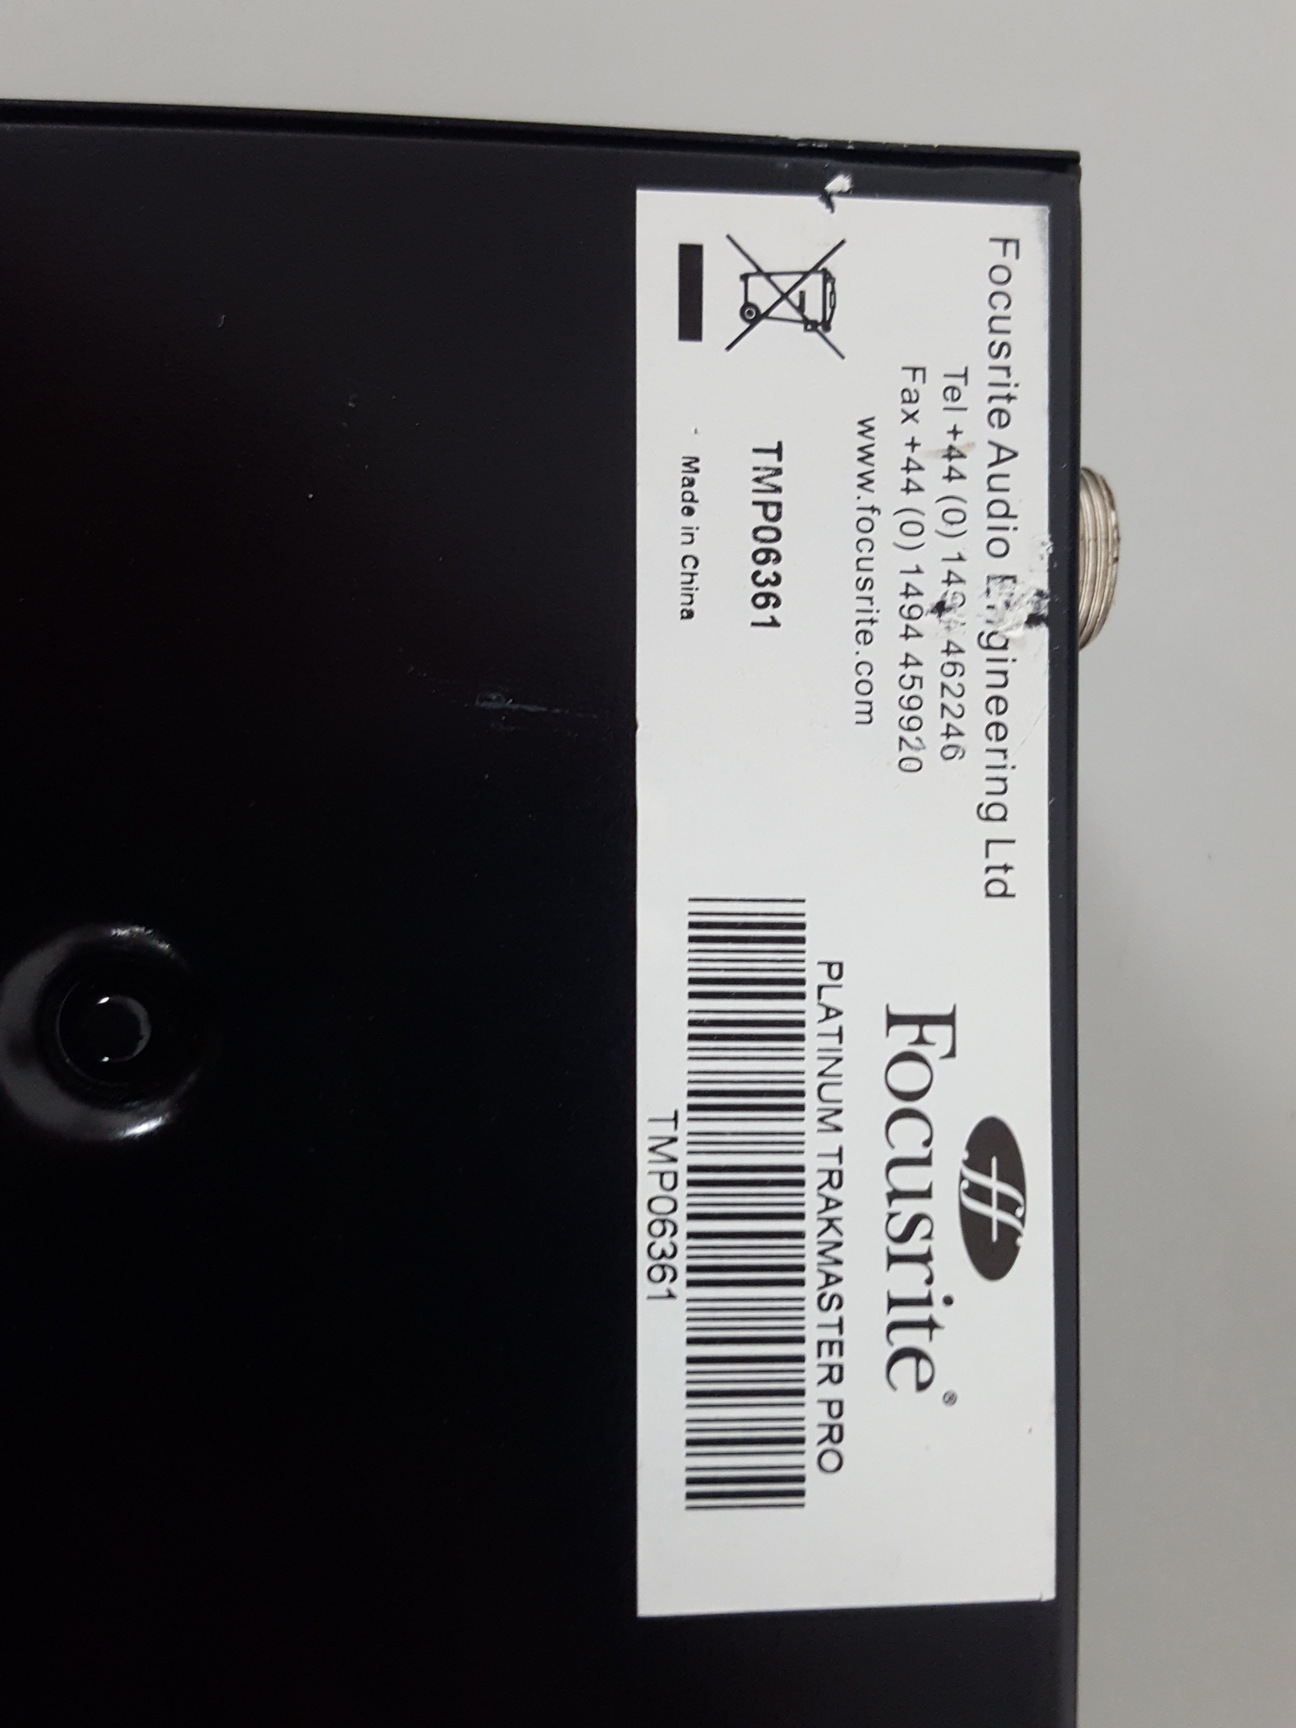 Focusrite Audio Engineering Ltd
Tel +44 (0) 1494 462246
Fax +44 (0) 1494 459920
www.focusrite.com
TMP06361
Made in China
ff
Focusrite®
PLATINUM TRAKMASTER PRO
TMP06361